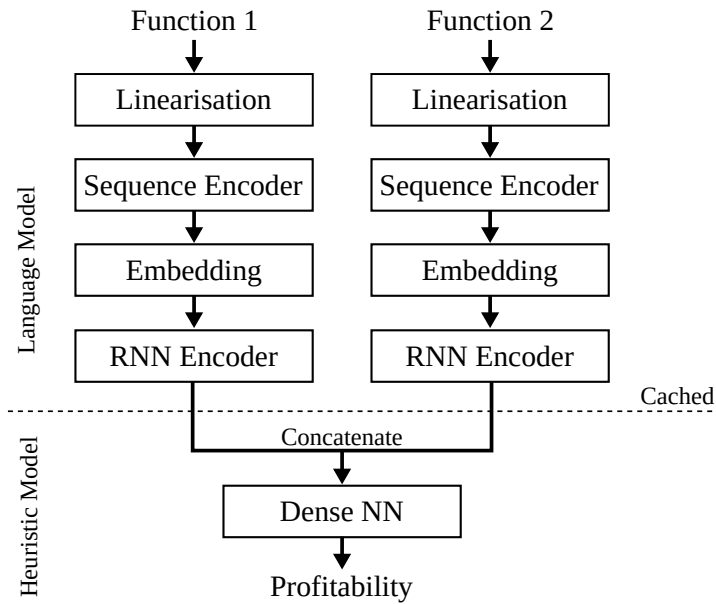 Function 1
Function 2
Linearisation
Linearisation
Sequence Encoder
Sequence Encoder
Embedding
Embedding
RNN Encoder
RNN Encoder
Language Model
Cached
Concatenate
Dense NN
Profitability
Heuristic Model